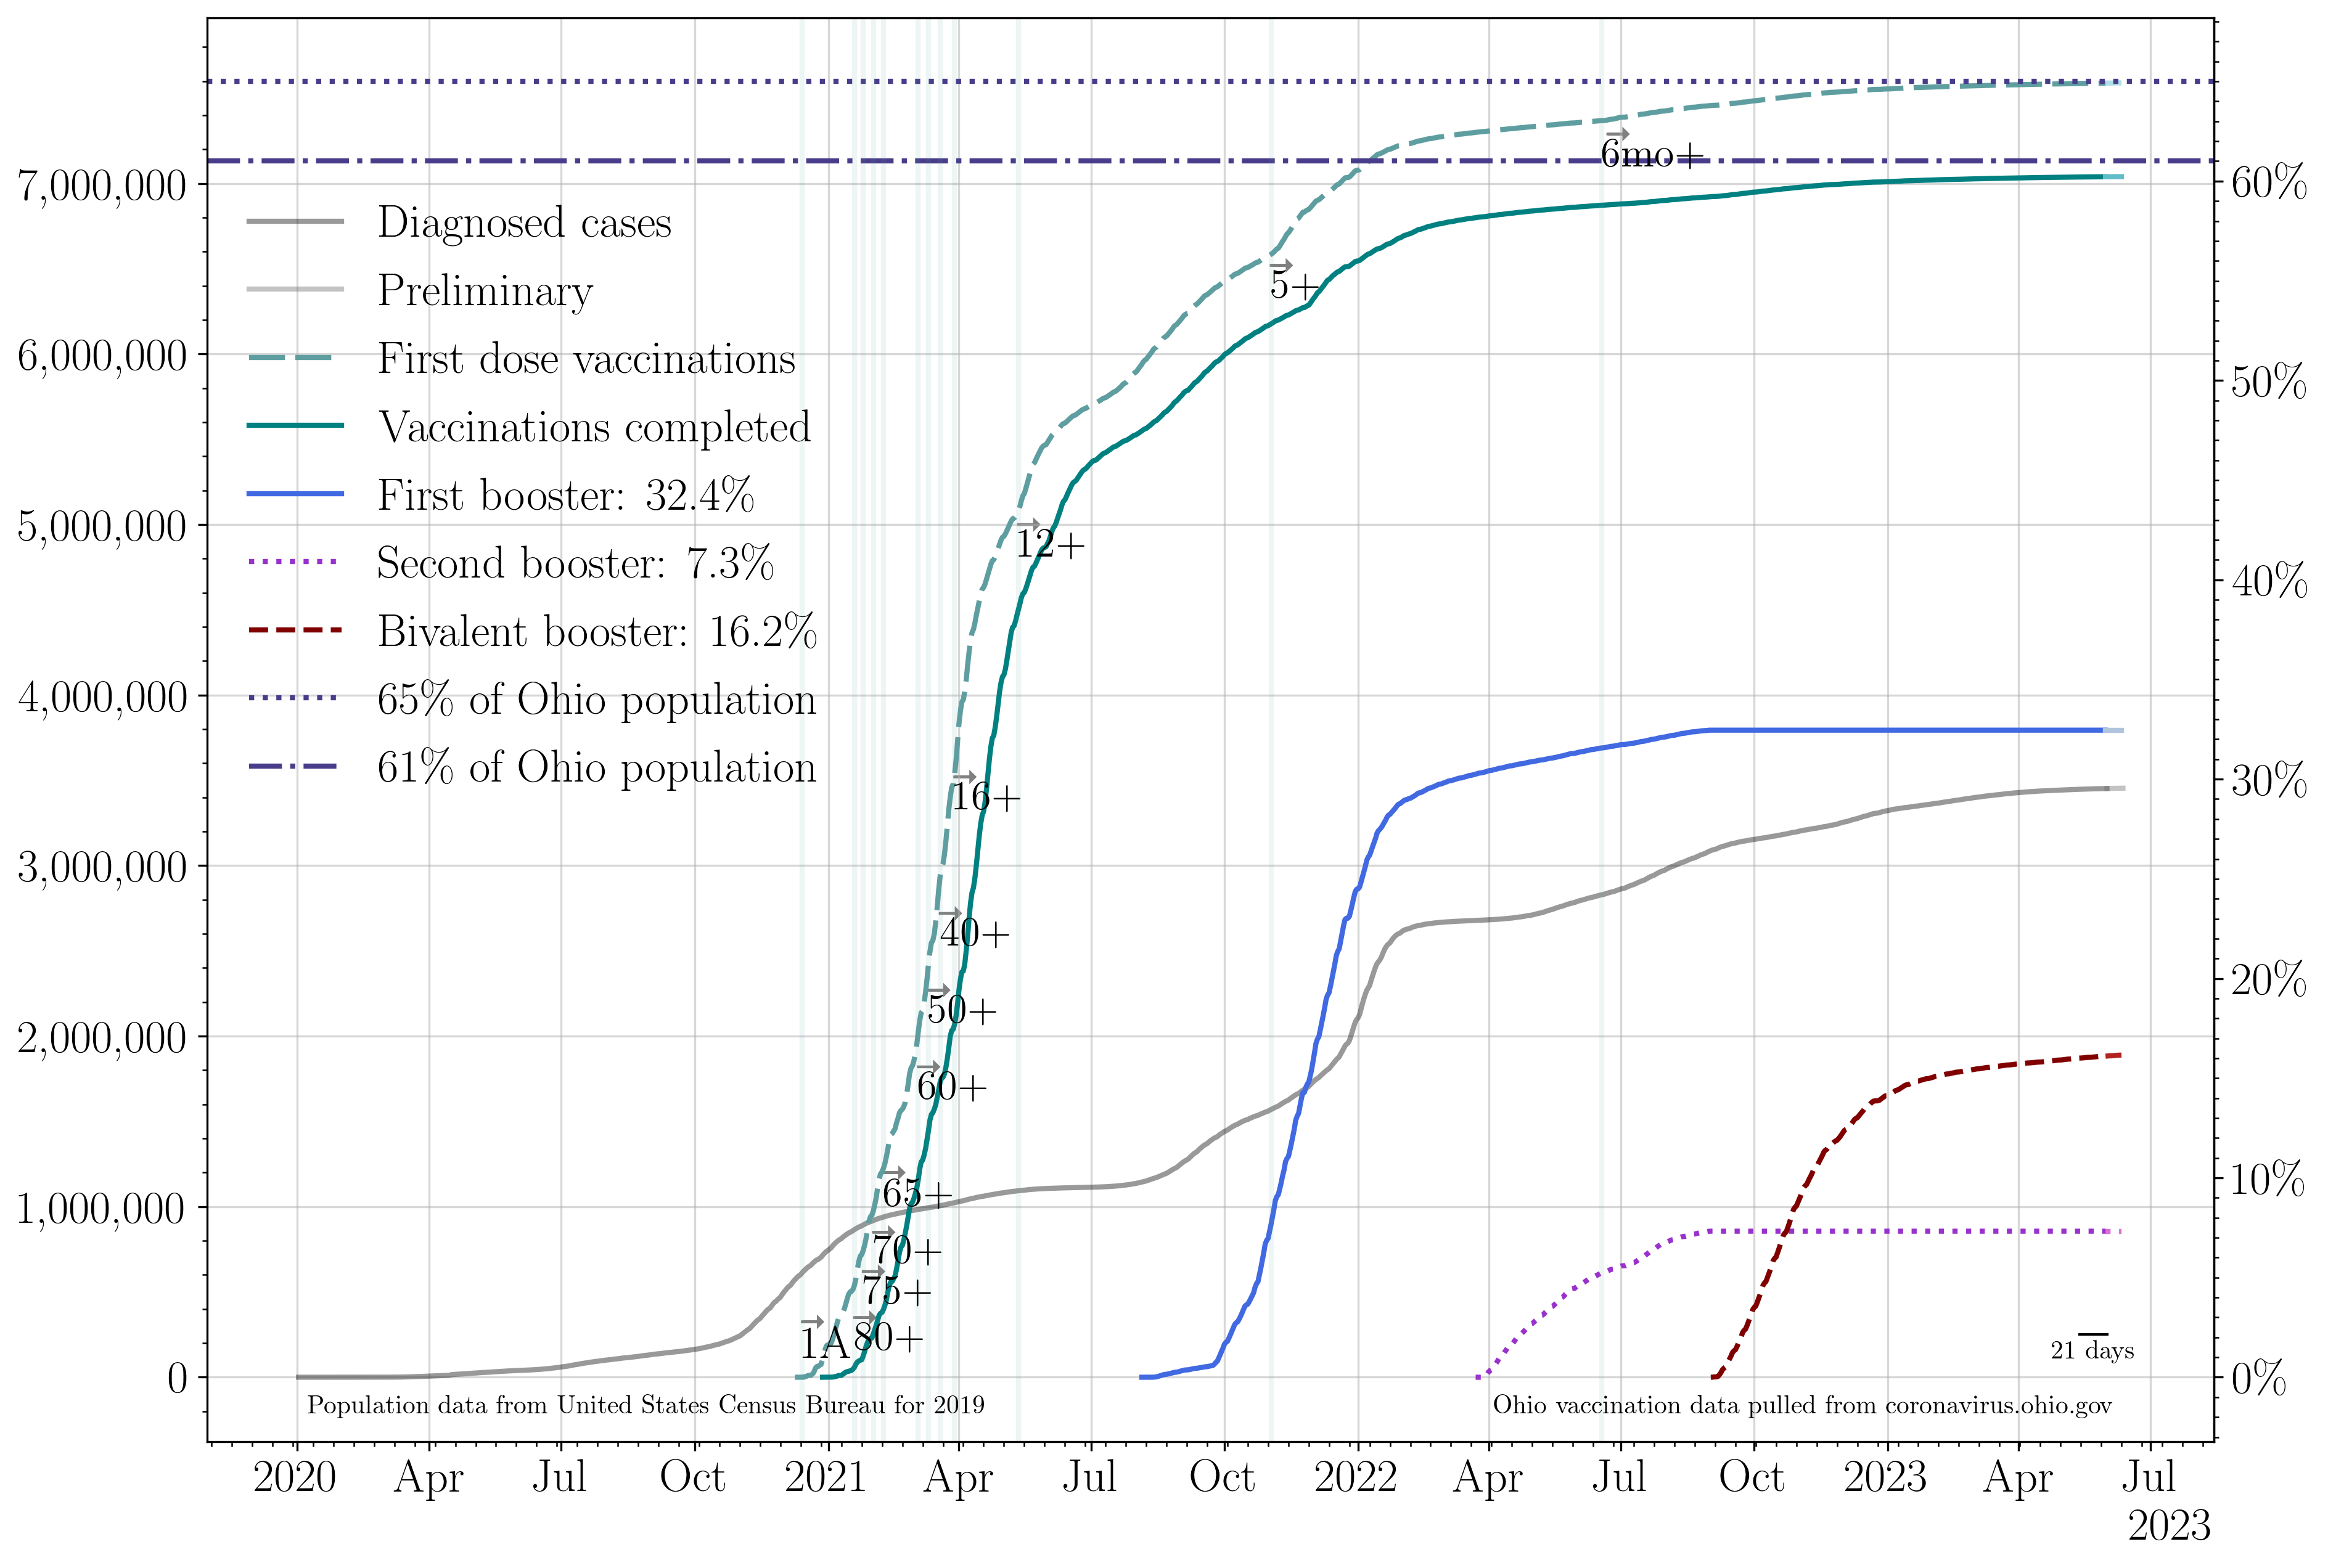 7,000,000
6,000,000
5,000,000
4,000,000
3,000,000
2,000,000
1,000,000
0
Diagnosed cases
Preliminary
First dose vaccinations
Vaccinations completed
First booster: 32.4%
Second booster: 7.3%
Bivalent booster: 16.2%
65% of Ohio population
61% of Ohio population
6mo+
5+
12+
16+
40+
50+
60+
65+
70+
75+
80+
1A
60%
50%
40%
30%
20%
10%
0%
21 days
Population data from United States Census Bureau for 2019
Ohio vaccination data pulled from coronavirus.ohio.gov
2020 Apr Jul Oct 2021 Apr Jul Oct 2022 Apr Jul Oct 2023 Apr Jul
2023